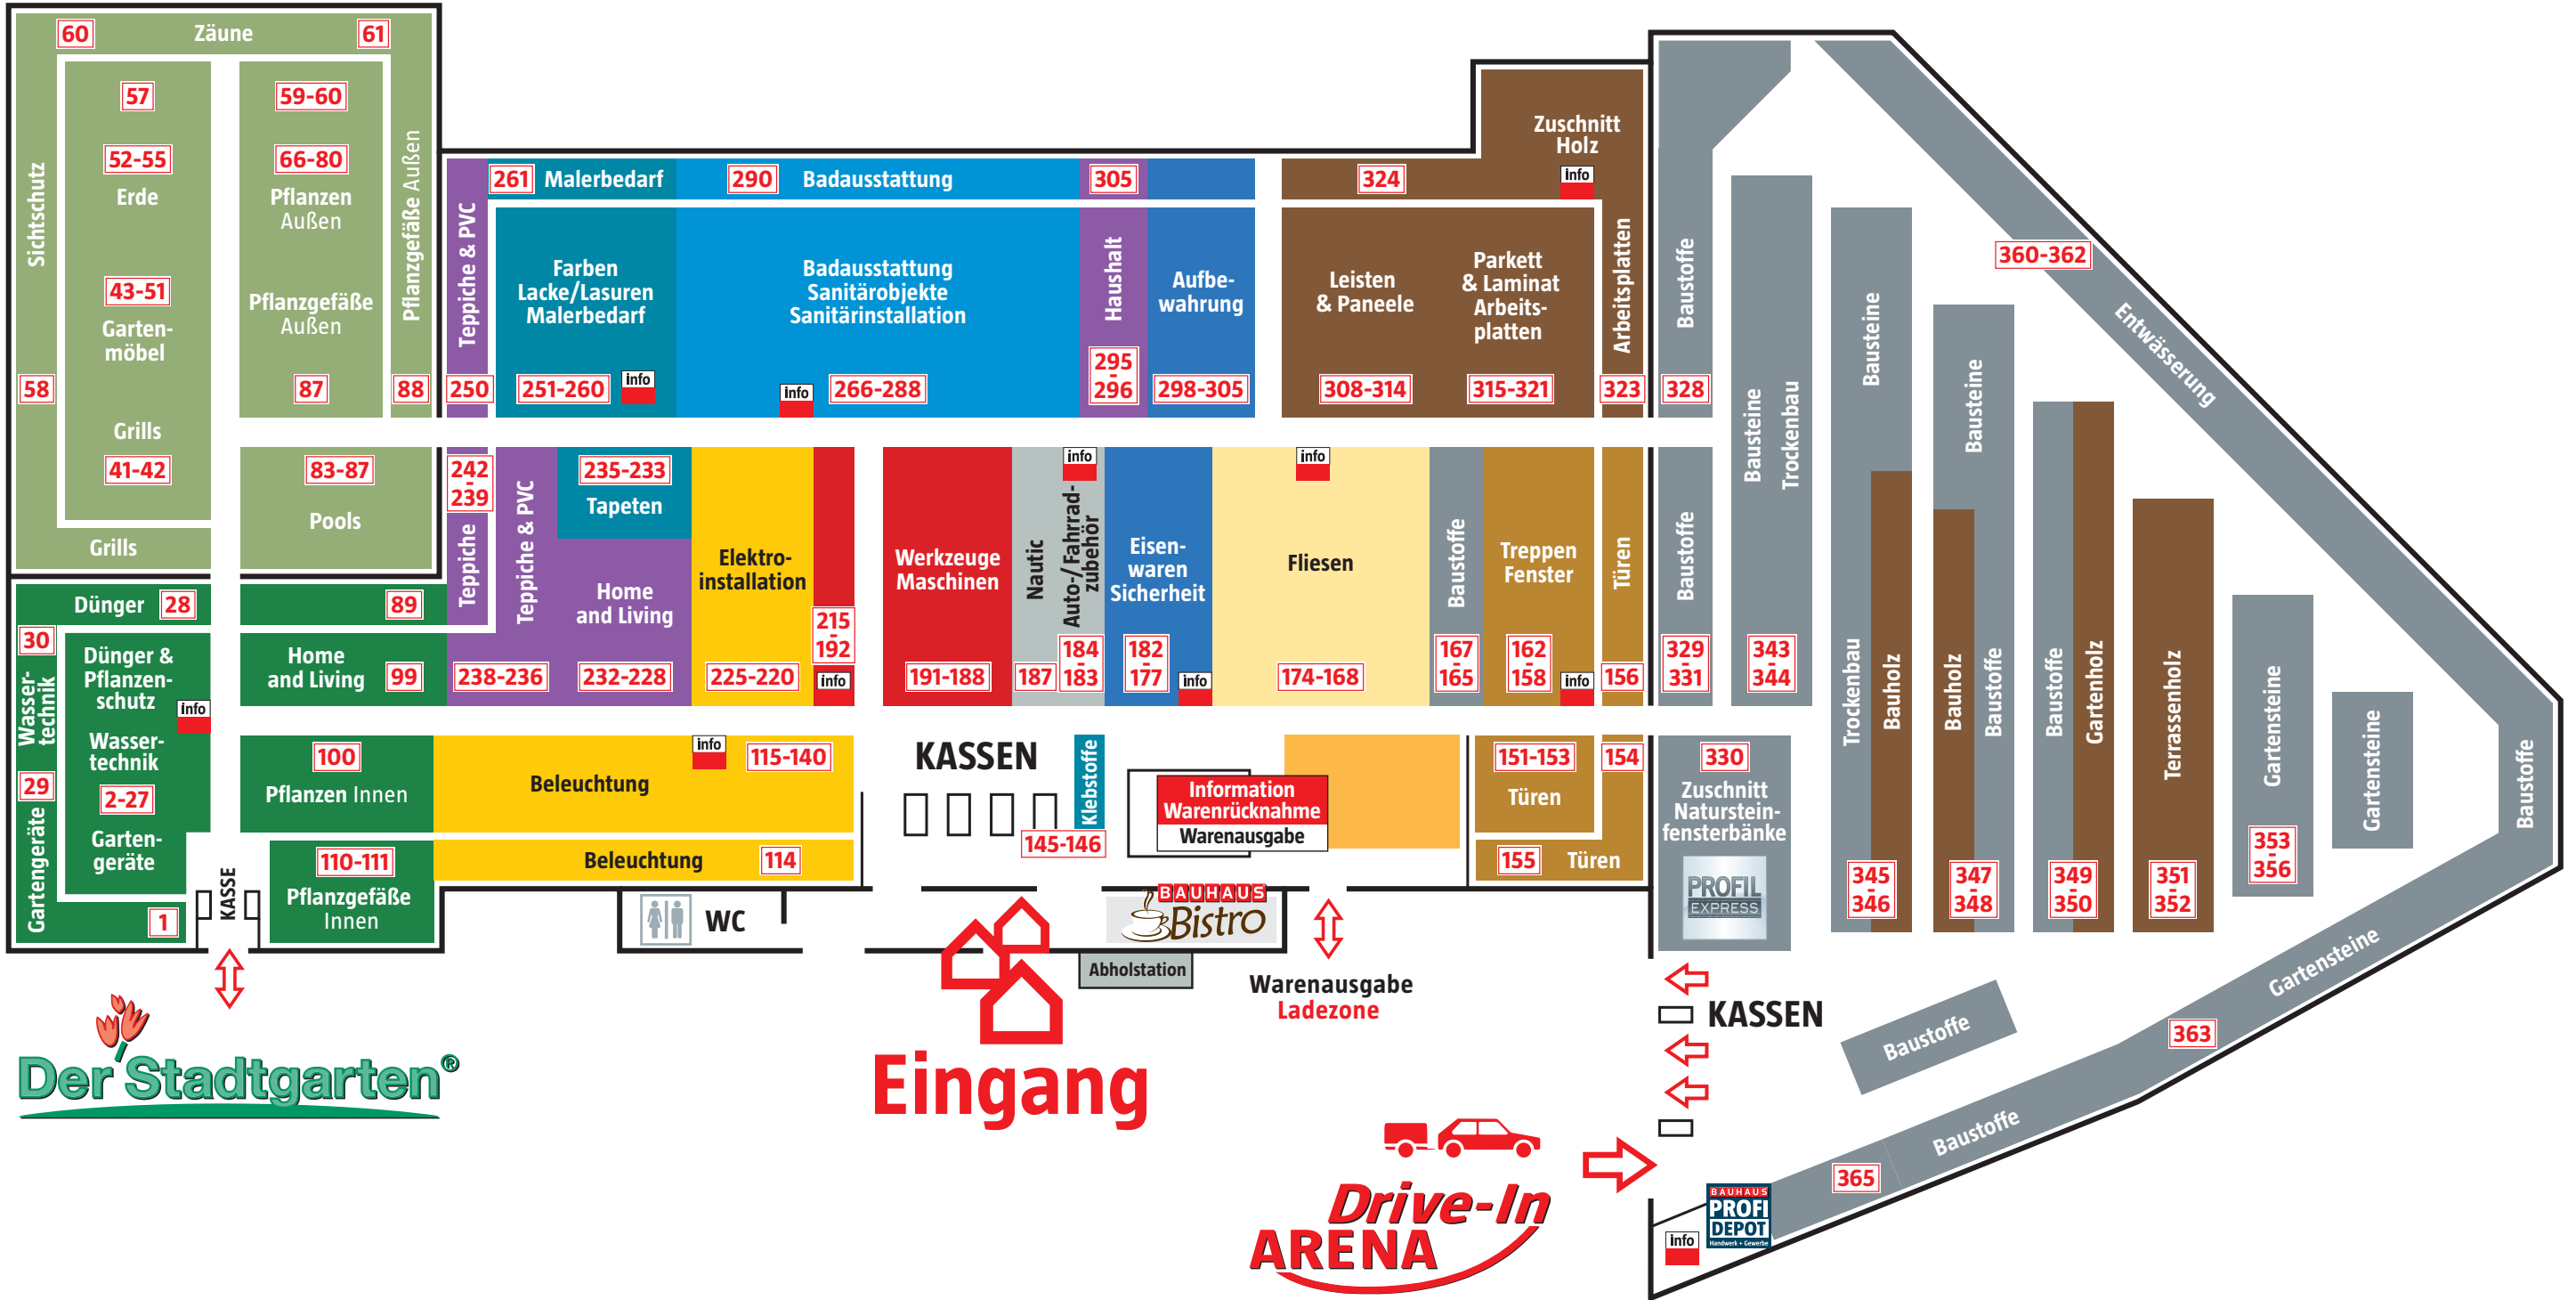 60
Zäune
61
57
59-60
52-55
Erde
66-80
Pflanzen
Außen
Sichtschutz
43-51
Garten-
möbel
Pflanzgefäße
Außen
Pflanzgefäße Außen
58
87
88
Grills
41-42
83-87
Pools
Grills
Teppiche & PVC
250
261
Malerbedarf
290
Badausstattung
305
Farben
Lacke/Lasuren
Malerbedarf
251-260
info
Badausstattung
Sanitärobjekte
Sanitärinstallation
info
266-288
Haushalt
295
-
296
Aufbe-
wahrung
298-305
324
Zuschnitt
Holz
info
Leisten
& Paneele
308-314
Parkett
& Laminat
Arbeits-
platten
315-321
Arbeitsplatten
323
Baustoffe
328
Dünger
28
89
30
Wasser-
technik
29
Gartengeräte
1
Dünger &
Pflanzen-
schutz
info
Wasser-
technik
2-27
Garten-
geräte
KASSE
Home
and Living
99
100
Pflanzen Innen
110-111
Pflanzgefäße
Innen
242
-
239
Teppiche
238-236
Teppiche & PVC
235-233
Tapeten
Home
and Living
232-228
Elektro-
installation
225-220
215
-
192
info
Werkzeuge
Maschinen
191-188
Nautic
187
info
Auto-/Fahrrad-
zubehör
184
-
183
Eisen-
waren
Sicherheit
182
-
177
info
info
Fliesen
174-168
Baustoffe
167
-
165
Treppen
Fenster
162
-
158
info
Türen
156
Baustoffe
329
-
331
Beleuchtung
info
115-140
Beleuchtung
114
KASSEN
Klebstoffe
145-146
Information
Warenrücknahme
Warenausgabe
151-153
Türen
154
155
Türen
330
Zuschnitt
Naturstein-
fensterbänke
PROFIL
EXPRESS
Bausteine
Trockenbau
343
-
344
Bausteine
Trockenbau
Bauholz
345
-
346
Bausteine
Bauholz
Baustoffe
347
-
348
Baustoffe
Gartenholz
349
-
350
Terrassenholz
351
-
352
Gartensteine
353
-
356
Gartensteine
360-362
Entwässerung
Baustoffe
Gartensteine
363
Baustoffe
Baustoffe
365
WC
BAUHAUS
Bistro
Abholstation
Warenausgabe
Ladezone
Eingang
Der Stadtgarten®
KASSEN
Drive-In
ARENA
BAUHAUS
PROFI
DEPOT
Handwerk + Gewerbe
info